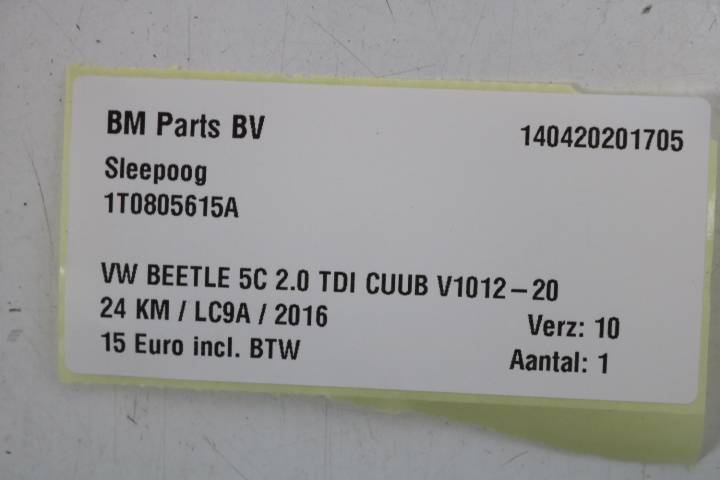 BM Parts BV 140420201705
Sleepoog
1T0805615A
VW BEETLE 5C 2.0 TDI CUUB V1012-20
24 KM / LC9A / 2016 Verz: 10
15 Euro incl. BTW Aantal: 1